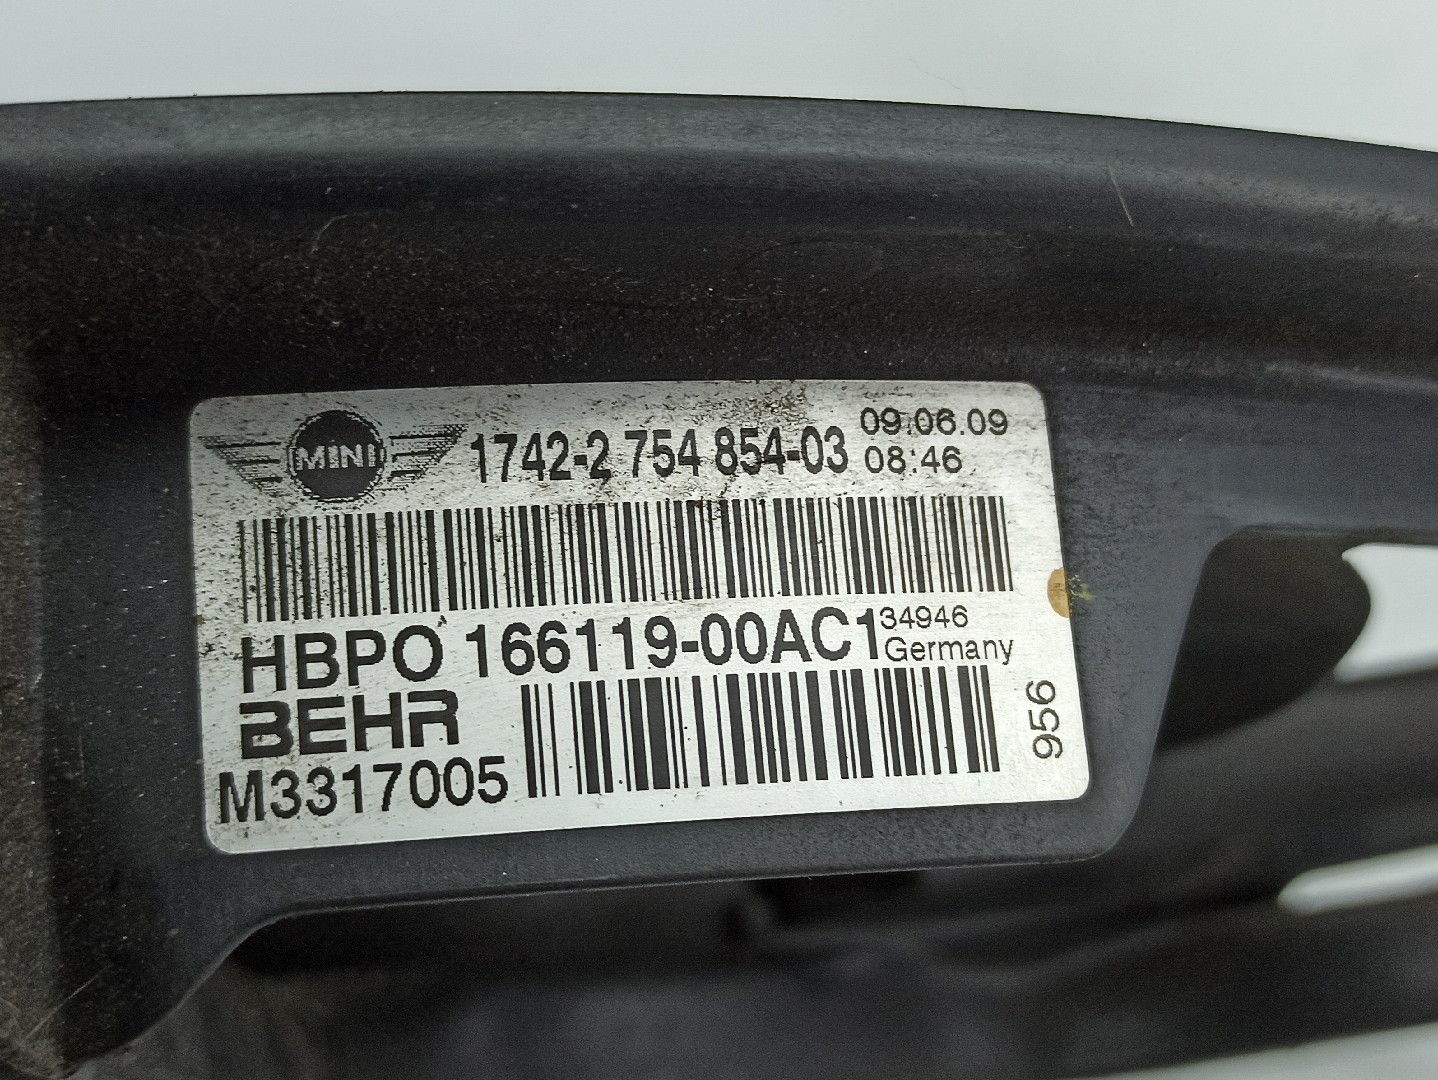 MINI
1742-2 754 854-03
09.06.09
08:46
HBPO 166119-00AC1
34946
Germany
BEHR
M3317005
956